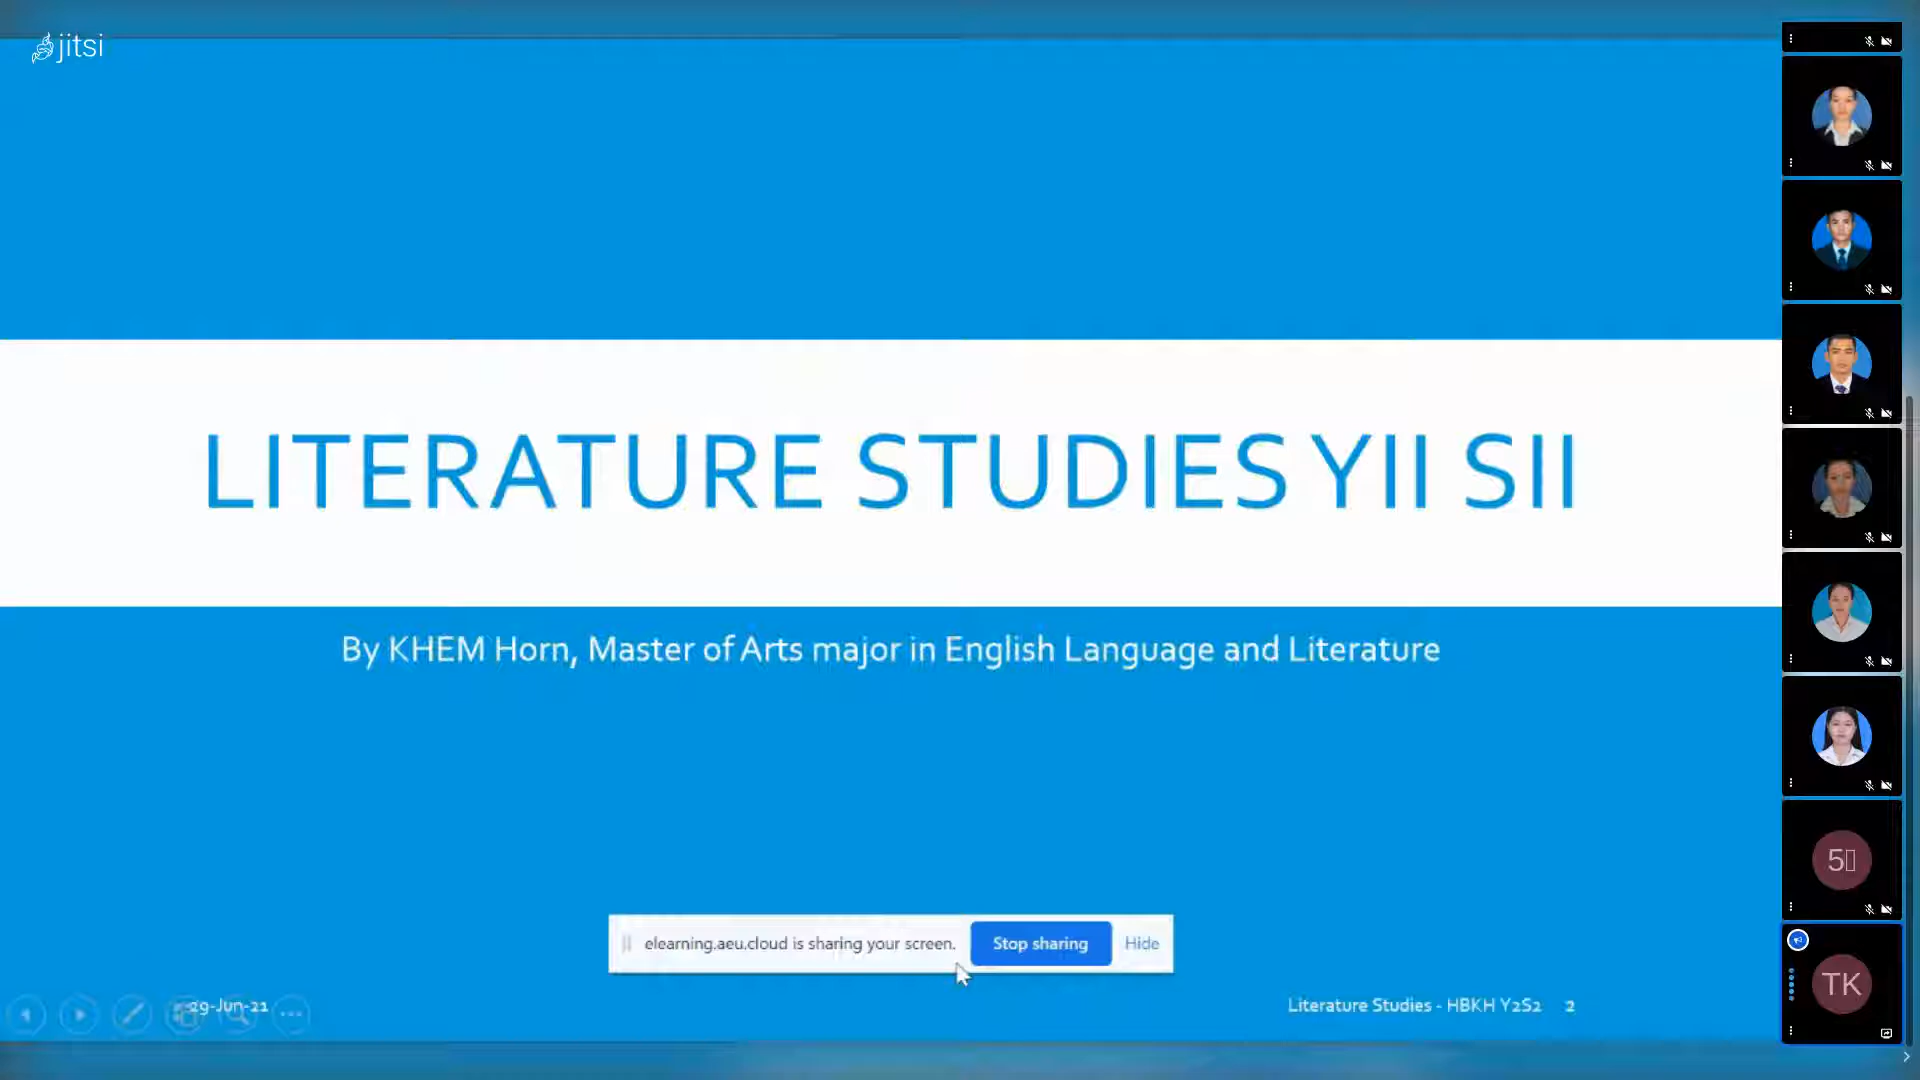 jitsi
LITERATURE STUDIES YII SII
By KHEM Horn, Master of Arts major in English Language and Literature
elearning.aeu.cloud is sharing your screen.
Stop sharing
Hide
29-Jun-21
Literature Studies - HBKH Y2S2
2
5
TK